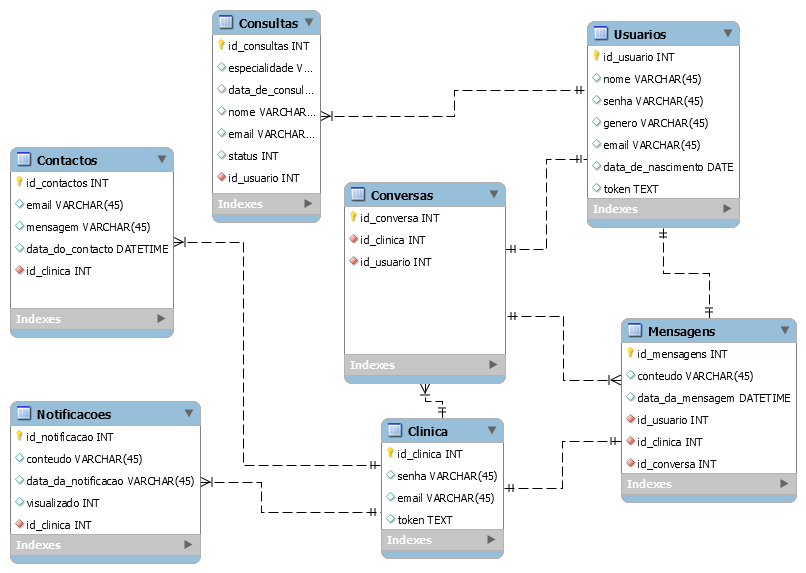 Consultas
id_consultas INT
especialidade V...
data_de_consul...
nome VARCHAR...
email VARCHAR...
status INT
id_usuario INT
Indexes
Usuarios
id_usuario INT
nome VARCHAR(45)
senha VARCHAR(45)
genero VARCHAR(45)
email VARCHAR(45)
data_de_nascimento DATE
token TEXT
Indexes
Contactos
id_contactos INT
email VARCHAR(45)
mensagem VARCHAR(45)
data_do_contacto DATETIME
id_clinica INT
Indexes
Conversas
id_conversa INT
id_clinica INT
id_usuario INT
Indexes
Mensagens
id_mensagens INT
conteudo VARCHAR(45)
data_da_mensagem DATETIME
id_usuario INT
id_clinica INT
id_conversa INT
Indexes
Notificacoes
id_notificacao INT
conteudo VARCHAR(45)
data_da_notificacao VARCHAR(45)
visualizado INT
id_clinica INT
Indexes
Clinica
id_clinica INT
senha VARCHAR(45)
email VARCHAR(45)
token TEXT
Indexes